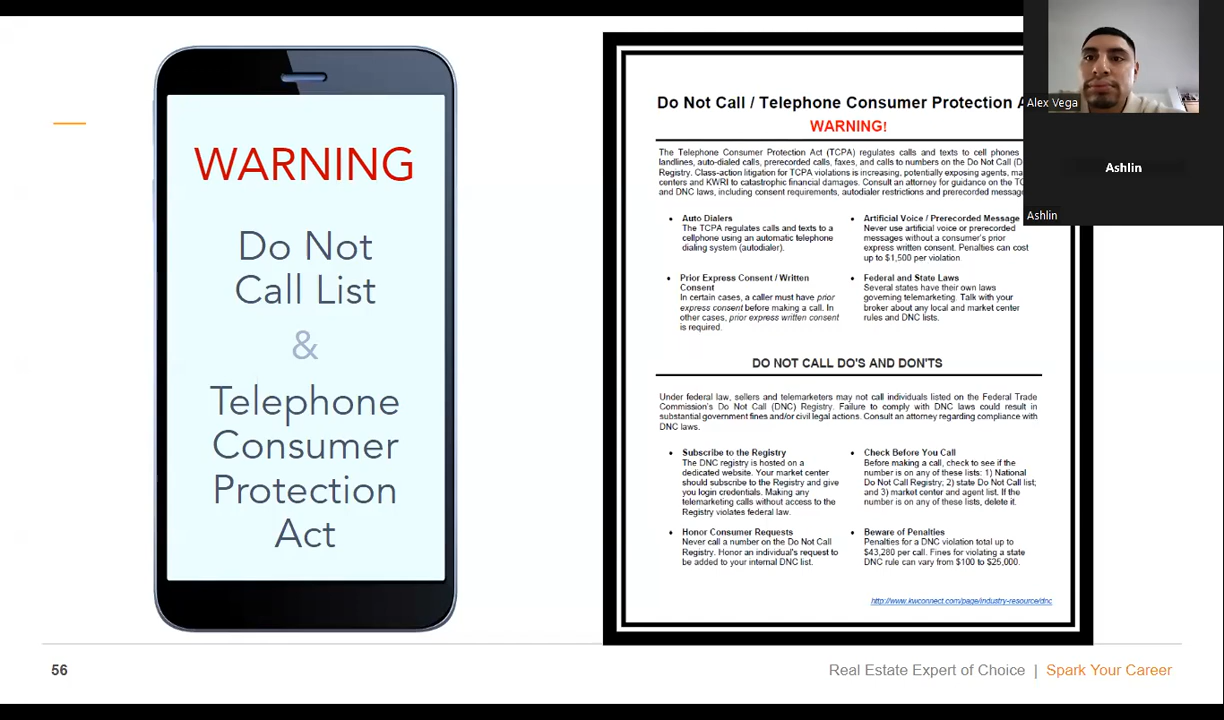 WARNING
Do Not
Call List
&
Telephone
Consumer
Protection
Act
Do Not Call / Telephone Consumer Protection A
WARNING!
The Telephone Consumer Protection Act (TCPA) regulates calls and texts to cell phones
landlines, auto-dialed calls, prerecorded calls, faxes, and calls to numbers on the Do Not Call (D
Registry. Class-action litigation for TCPA violations is increasing, potentially exposing agents, ma
centers and KWRI to catastrophic financial damages. Consult an attorney for guidance on the TC
and DNC laws, including consent requirements, autodialer restrictions and prerecorded messag
• Auto Dialers
The TCPA regulates calls and texts to a
cellphone using an automatic telephone
dialing system (autodialer).
• Artificial Voice / Prerecorded Message
Never use artificial voice or prerecorded
messages without a consumer's prior
express written consent. Penalties can cost
up to $1,500 per violation
• Prior Express Consent / Written
Consent
In certain cases, a caller must have prior
express consent before making a call. In
other cases, prior express written consent
is required.
• Federal and State Laws
Several states have their own laws
governing telemarketing. Talk with your
broker about any local and market center
rules and DNC lists.
DO NOT CALL DO'S AND DON'TS
Under federal law, sellers and telemarketers may not call individuals listed on the Federal Trade
Commission's Do Not Call (DNC) Registry. Failure to comply with DNC laws could result in
substantial government fines and/or civil legal actions. Consult an attorney regarding compliance with
DNC laws.
• Subscribe to the Registry
The DNC registry is hosted on a
dedicated website. Your market center
should subscribe to the Registry and give
you login credentials. Making any
telemarketing calls without access to the
Registry violates federal law.
• Check Before You Call
Before making a call, check to see if the
number is on any of these lists: 1) National
Do Not Call Registry; 2) state Do Not Call list;
and 3) market center and agent list. If the
number is on any of these lists, delete it.
• Honor Consumer Requests
Never call a number on the Do Not Call
Registry. Honor an individual's request to
be added to your internal DNC list.
• Beware of Penalties
Penalties for a DNC violation total up to
$43,280 per call. Fines for violating a state
DNC rule can vary from $100 to $25,000.
http://www.kwconnect.com/page/industry-resource/dnc
Alex Vega
Ashlin
Ashlin
56
Real Estate Expert of Choice | Spark Your Career